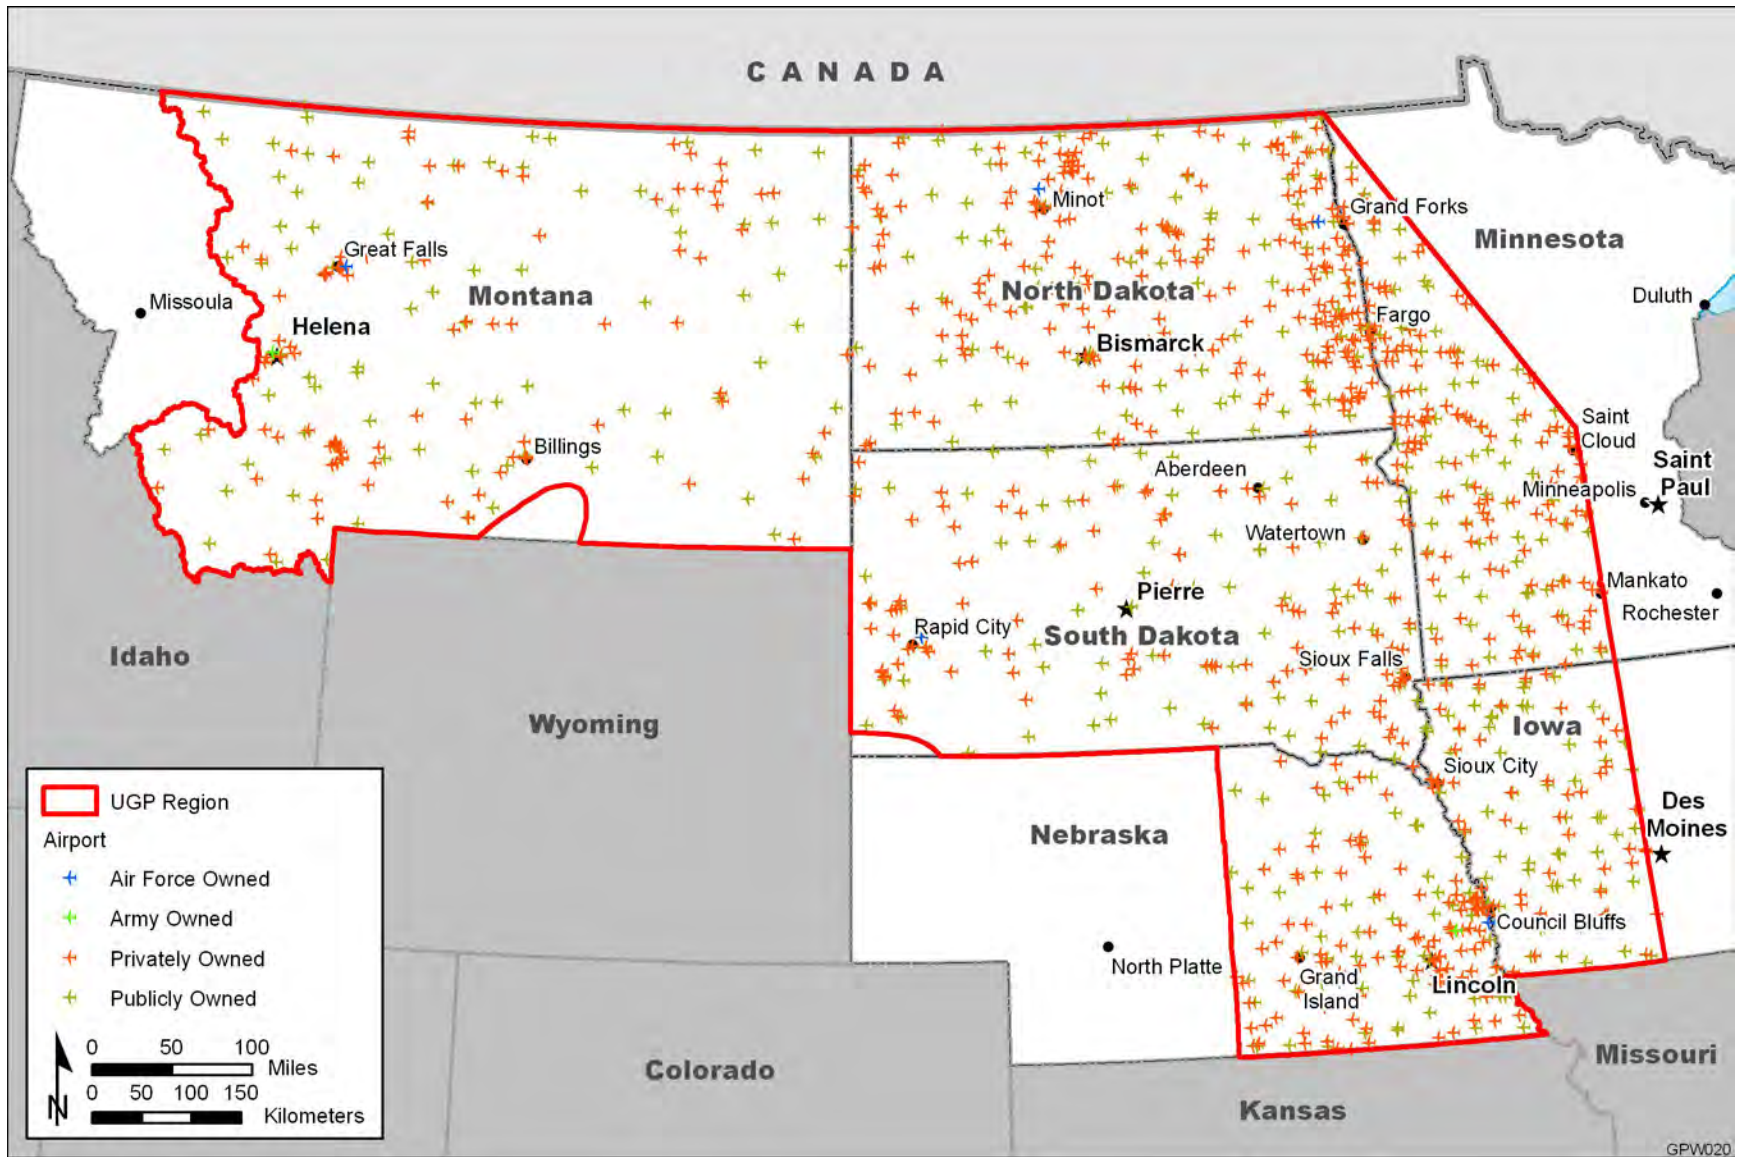 CANADA
Minot
Grand Forks
Minnesota
Great Falls
Missoula
Montana
North Dakota
Duluth
Helena
Fargo
Bismarck
Saint
Cloud
Billings
Aberdeen
Saint
Paul
Minneapolis
Watertown
Mankato
Pierre
Rochester
Rapid City
South Dakota
Idaho
Sioux Falls
Wyoming
Iowa
Sioux City
UGP Region
Des
Moines
Nebraska
Airport
Air Force Owned
Army Owned
Council Bluffs
Privately Owned
North Platte
Grand
Island
Lincoln
Publicly Owned
0 50 100
Miles
0 50 100 150
Kilometers
N
Colorado
Missouri
Kansas
GPW020